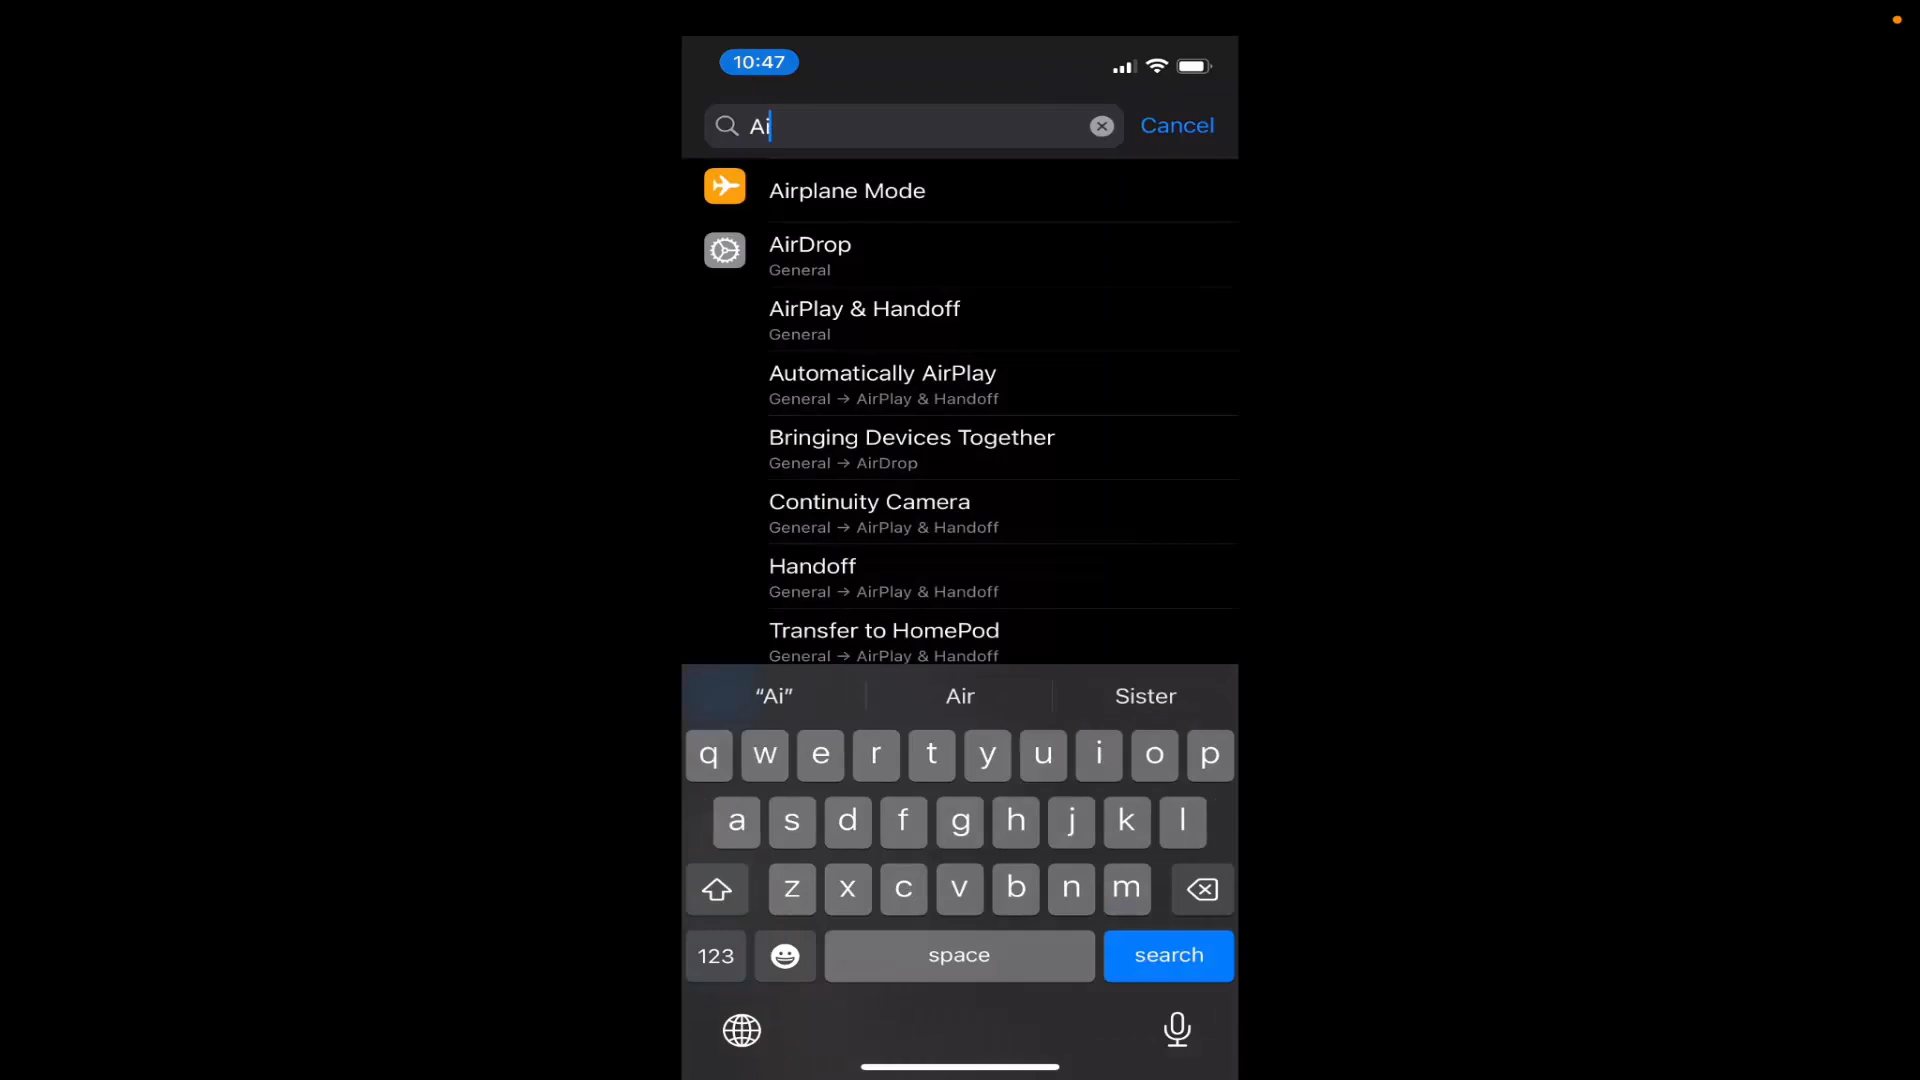 10:47
Ai
Cancel
Airplane Mode
AirDrop
General
AirPlay & Handoff
General
Automatically AirPlay
General → AirPlay & Handoff
Bringing Devices Together
General → AirDrop
Continuity Camera
General → AirPlay & Handoff
Handoff
General → AirPlay & Handoff
Transfer to HomePod
General → AirPlay & Handoff
“Ai” Air Sister
q w e r t y u i o p
a s d f g h j k l
z x c v b n m
123 space search